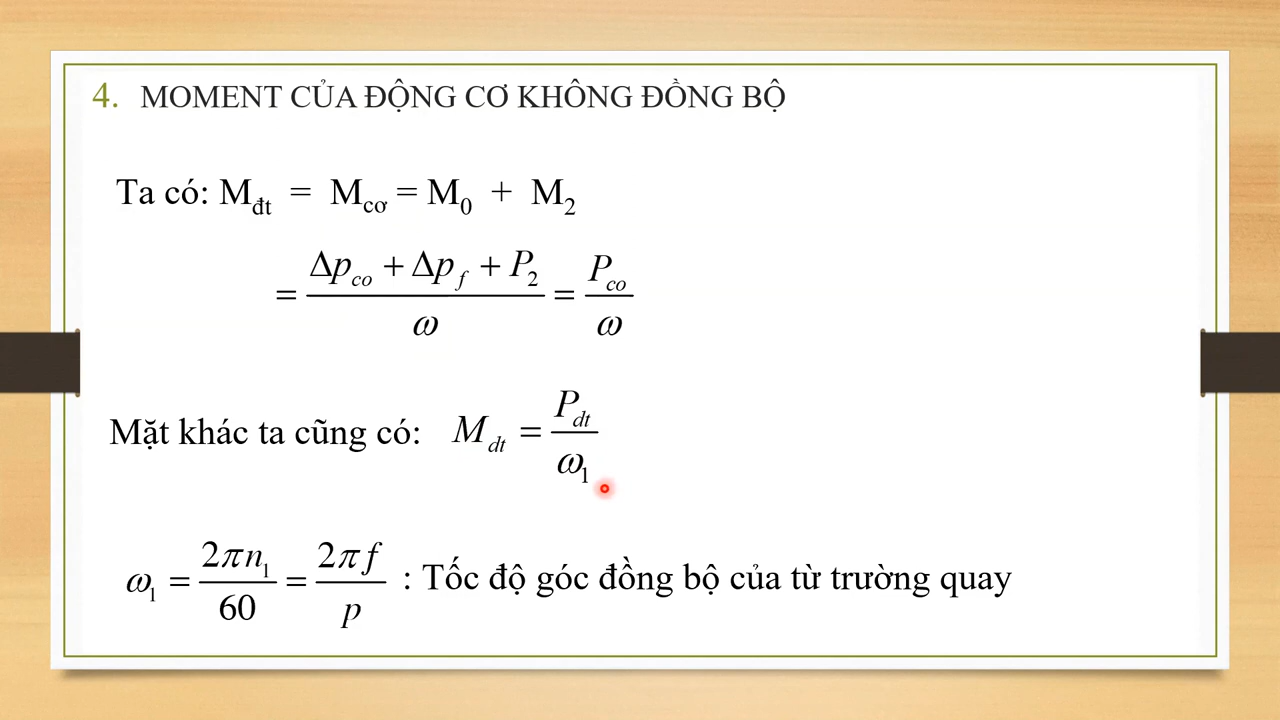 4. MOMENT CỦA ĐỘNG CƠ KHÔNG ĐỒNG BỘ
Ta có: Mđt = Mcơ = M0 + M2
= (Δpco + Δpf + P2) / ω = Pco / ω
Mặt khác ta cũng có: Mdt = Pdt / ω1
ω1 = 2πn1 / 60 = 2πf / p : Tốc độ góc đồng bộ của từ trường quay